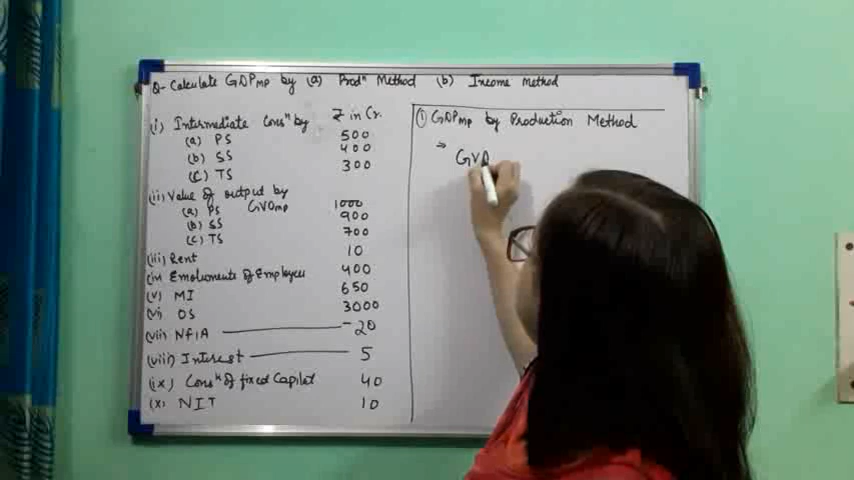 Q- Calculate GDPMP by (a) Prodn Method (b) Income Method
(i) Intermediate Consn by ₹ in Cr.
(a) PS 500
(b) SS 400
(c) TS 300
(ii) Value of output by
(a) PS GVOMP 1000
(b) SS 900
(c) TS 700
(iii) Rent 10
(iv Emoluments of Employees 400
(v) MI 650
(vi) OS 3000
(vii) NFIA -20
(viii) Interest 5
(ix) Consn of fixed Capital 40
(x) NIT 10
① GDPMP by Production Method
⇒ GVA